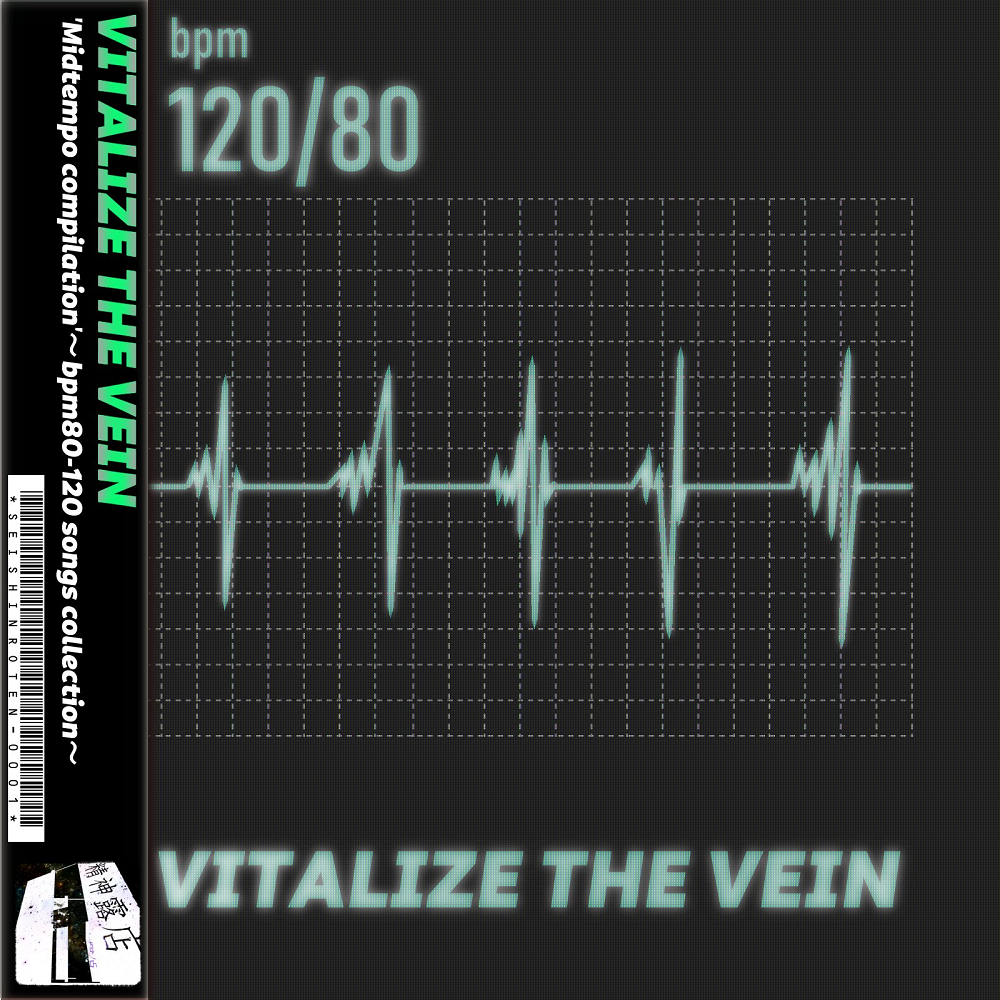 VITALIZE THE VEIN
'Midtempo compilation'～ bpm80-120 songs collection～
*SEISHINROTEN-0001*
精神露店
bpm
120/80
VITALIZE THE VEIN